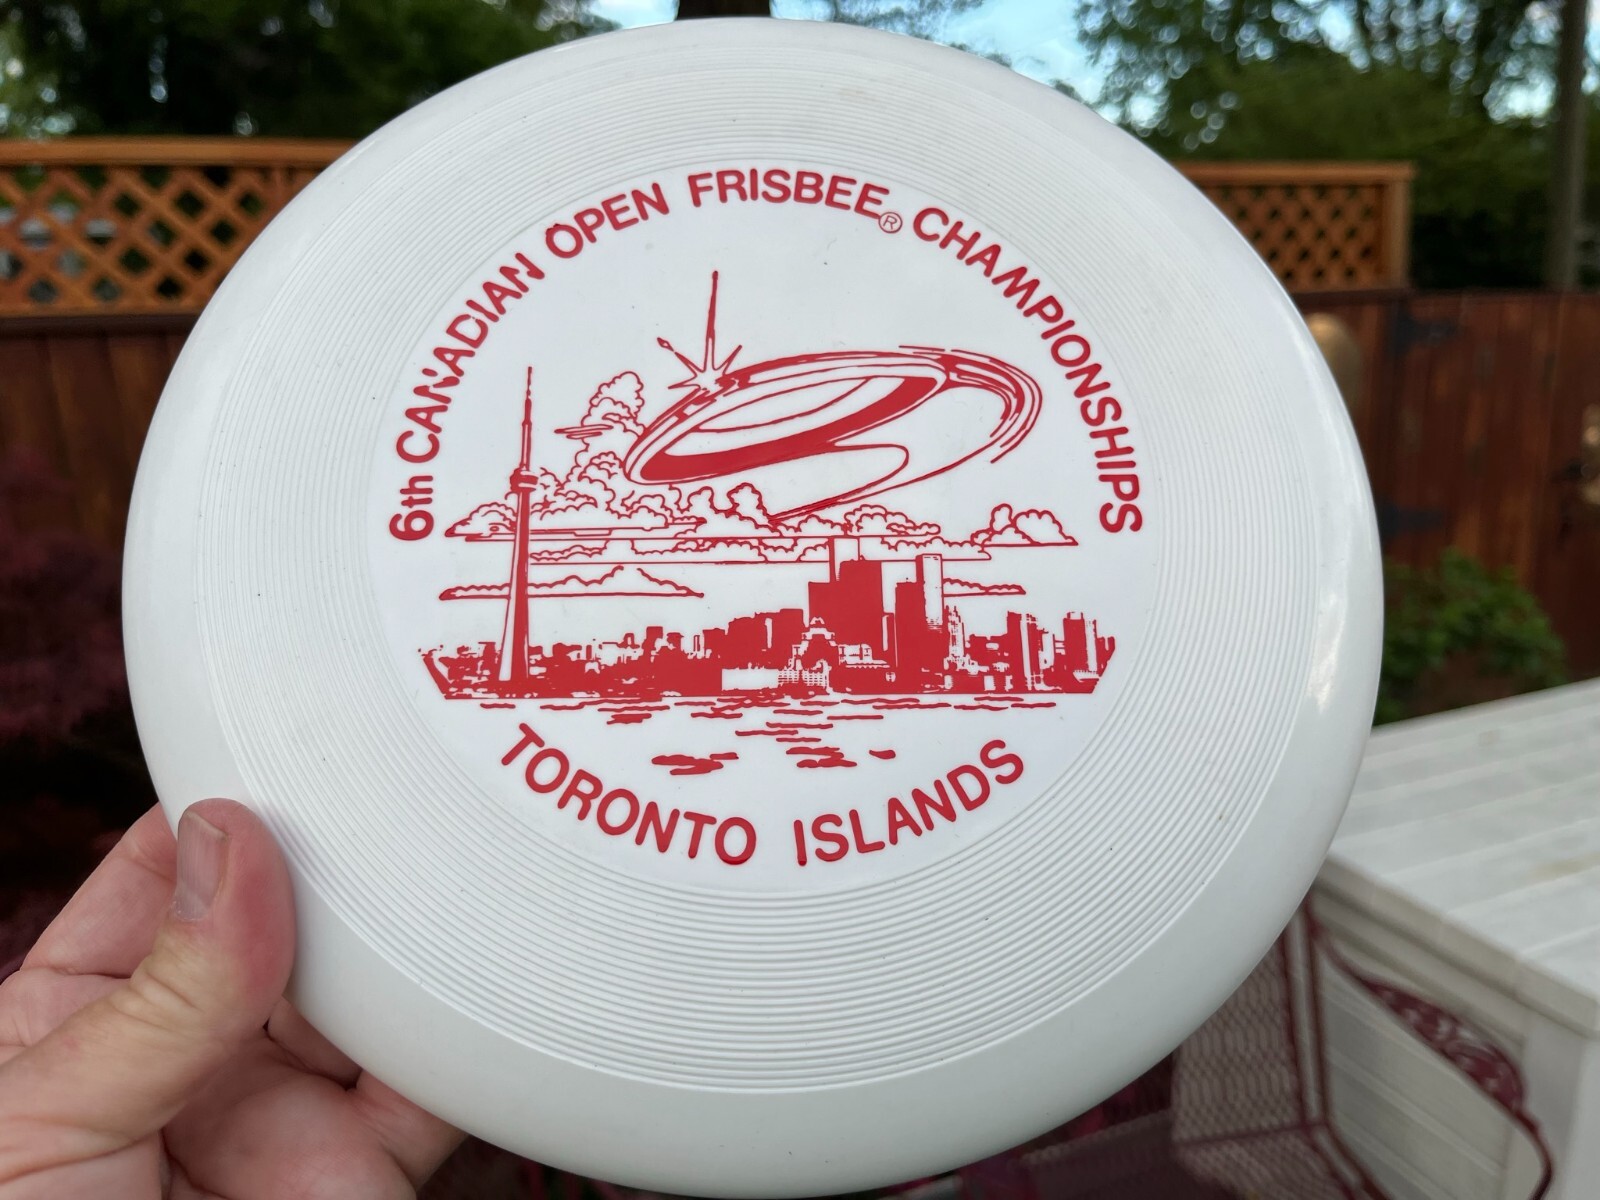 6th CANADIAN OPEN FRISBEE® CHAMPIONSHIPS
TORONTO ISLANDS